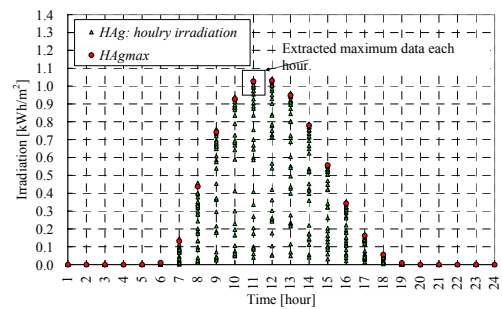 1.4
1.3
1.2
1.1
1.0
0.9
0.8
0.7
0.6
0.5
0.4
0.3
0.2
0.1
0.0
Irradiation [kWh/m²]
HAg: houlry irradiation
HAgmax
Extracted maximum data each
hour
1 2 3 4 5 6 7 8 9 10 11 12 13 14 15 16 17 18 19 20 21 22 23 24
Time [hour]